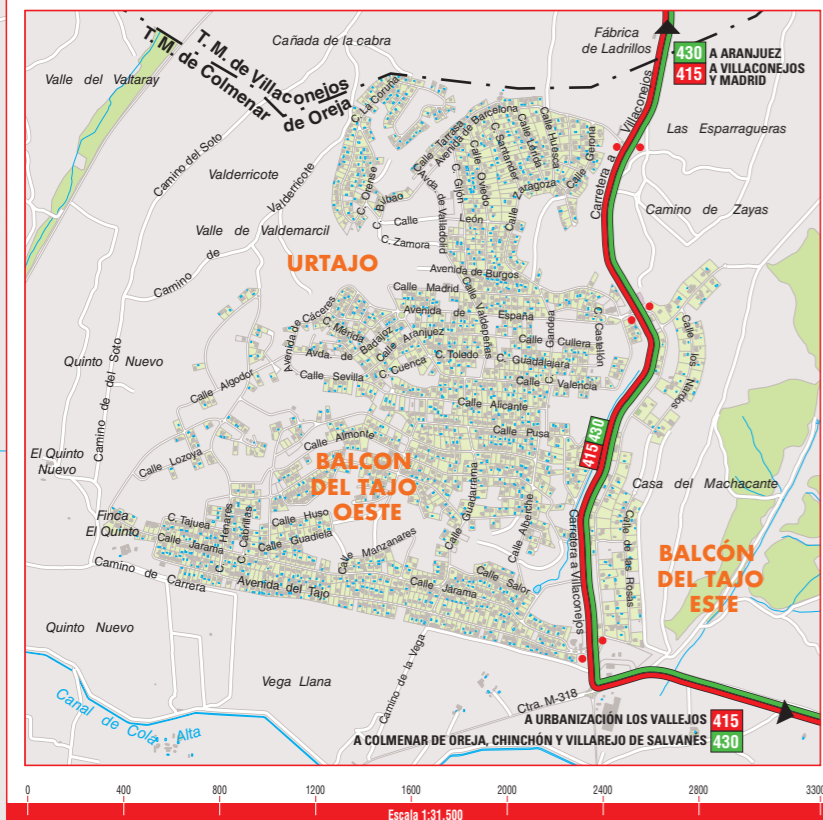 Cañada de la cabra
Fábrica
de Ladrillos
430 A ARANJUEZ
415 A VILLACONEJOS
Y MADRID
T. M. de Villaconejos
T. M. de Colmenar
de Oreja
Valle del Valtaray
C. La Coruña
Camino del Soto
Valderricote
Valderricote
Camino de
Valle de Valdemarcil
Calle Tarrasa
Avenida de Barcelona
Calle Huesca
Calle Lérida
C. Santander
Calle Oviedo
C. Gijón
Calle Gerona
Calle Zaragoza
Carretera a Villaconejos
Las Esparragueras
Camino de Zayas
C. Orense
C. Bilbao
Avda. de Valladolid
Calle León
C. Zamora
URTAJO
Avenida de Burgos
Calle Madrid
Calle Valdepeñas
Avenida de España
Avenida de Cáceres
C. Mérida
Avda. de Badajoz
Calle Aranjuez
C. Toledo
C. Cuenca
Calle Sevilla
Gandea
Calle Cullera
C. Castellón
C. Guadalajara
C. Valencia
Calle los Nardos
Quinto Nuevo
Camino de del Soto
Calle Algodor
Calle Alicante
Calle Pusa
415 430
Calle Almonte
Calle Lozoya
El Quinto
Nuevo
BALCON
DEL TAJO
OESTE
Calle Guadarrama
Calle Alberche
Casa del Machacante
Finca
El Quinto
C. Tajuea
C. Henares
C. Cabrillas
Calle Huso
Calle Guadiela
Calle Manzanares
Calle Jarama
Calle Jarama
Calle Salor
Carretera a Villaconejos
Calle de las Rosas
BALCÓN
DEL TAJO
ESTE
Camino de Carrera
Avenida del Tajo
Quinto Nuevo
Vega Llana
Camino de la Vega
Canal de Cola Alta
Ctra. M-318
A URBANIZACIÓN LOS VALLEJOS 415
A COLMENAR DE OREJA, CHINCHÓN Y VILLAREJO DE SALVANÉS 430
0 400 800 1200 1600 2000 2400 2800 3300
Escala 1:31.500